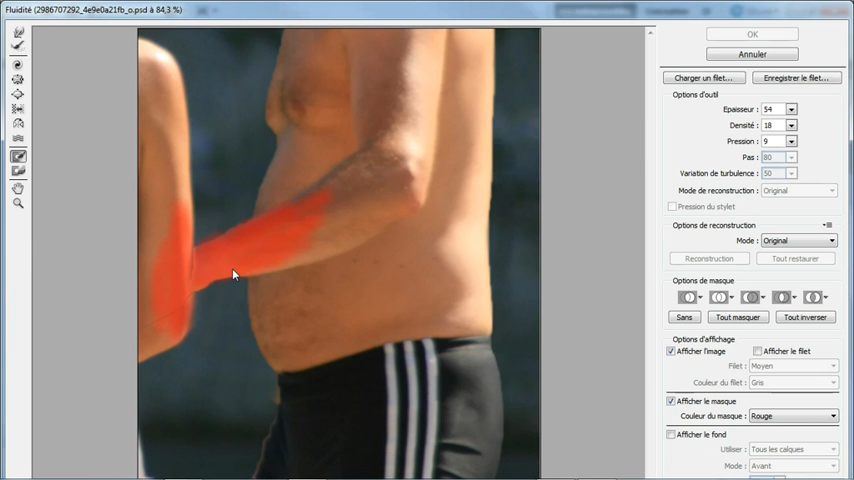 Fluidité (2986707292_4e9e0a21fb_o.psd à 84,3 %)
OK
Annuler
Charger un filet...
Enregistrer le filet...
Options d'outil
Epaisseur : 54
Densité : 18
Pression : 9
Pas : 80
Variation de turbulence : 50
Mode de reconstruction : Original
Pression du stylet
Options de reconstruction
Mode : Original
Reconstruction
Tout restaurer
Options de masque
Sans
Tout masquer
Tout inverser
Options d'affichage
Afficher l'image
Afficher le filet
Filet : Moyen
Couleur du filet : Gris
Afficher le masque
Couleur du masque : Rouge
Afficher le fond
Utiliser : Tous les calques
Mode : Avant